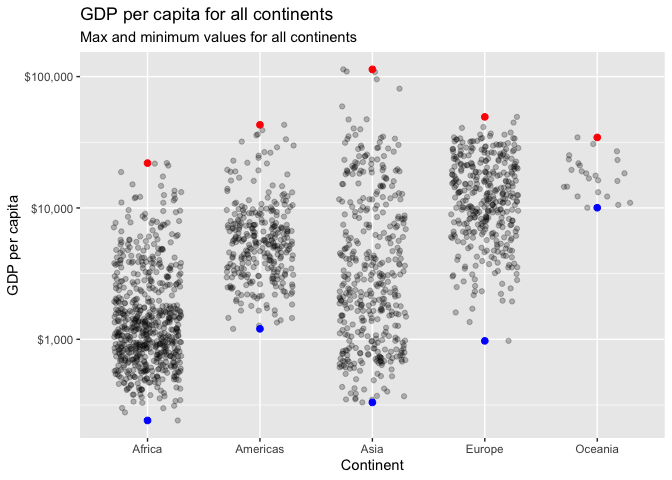 GDP per capita for all continents
Max and minimum values for all continents
$100,000
$10,000
$1,000
GDP per capita
Africa Americas Asia Europe Oceania
Continent